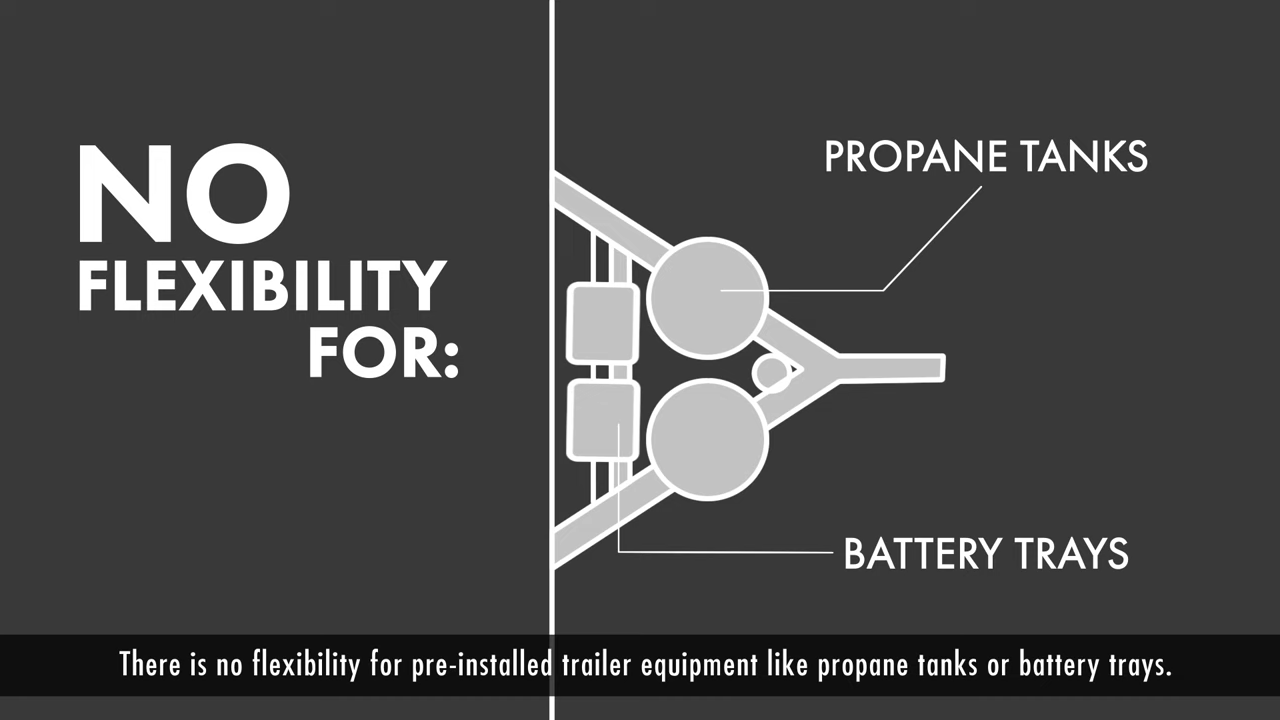 NO
FLEXIBILITY
FOR:
PROPANE TANKS
BATTERY TRAYS
There is no flexibility for pre-installed trailer equipment like propane tanks or battery trays.